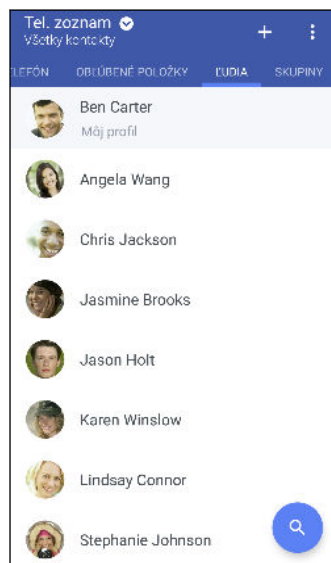 Tel. zoznam
Všetky kontakty
ELEFÓN OBĽÚBENÉ POLOŽKY ĽUDIA SKUPINY
Ben Carter
Môj profil
Angela Wang
Chris Jackson
Jasmine Brooks
Jason Holt
Karen Winslow
Lindsay Connor
Stephanie Johnson